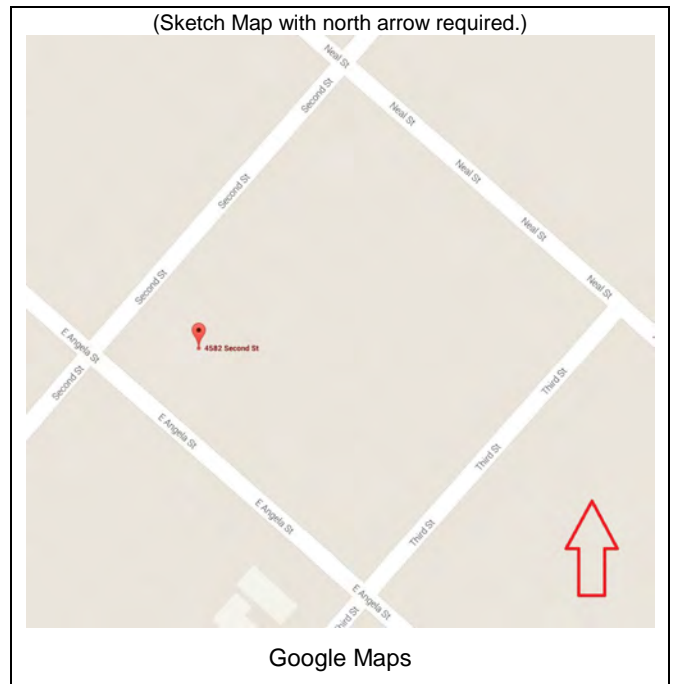 (Sketch Map with north arrow required.)
Neal St
Second St
Neal St
Second St
Neal St
Neal St
Second St
Neal St
4582 Second St
E Angela St
Second St
Third St
E Angela St
Third St
E Angela St
Third St
E Angela St
Third St
Google Maps